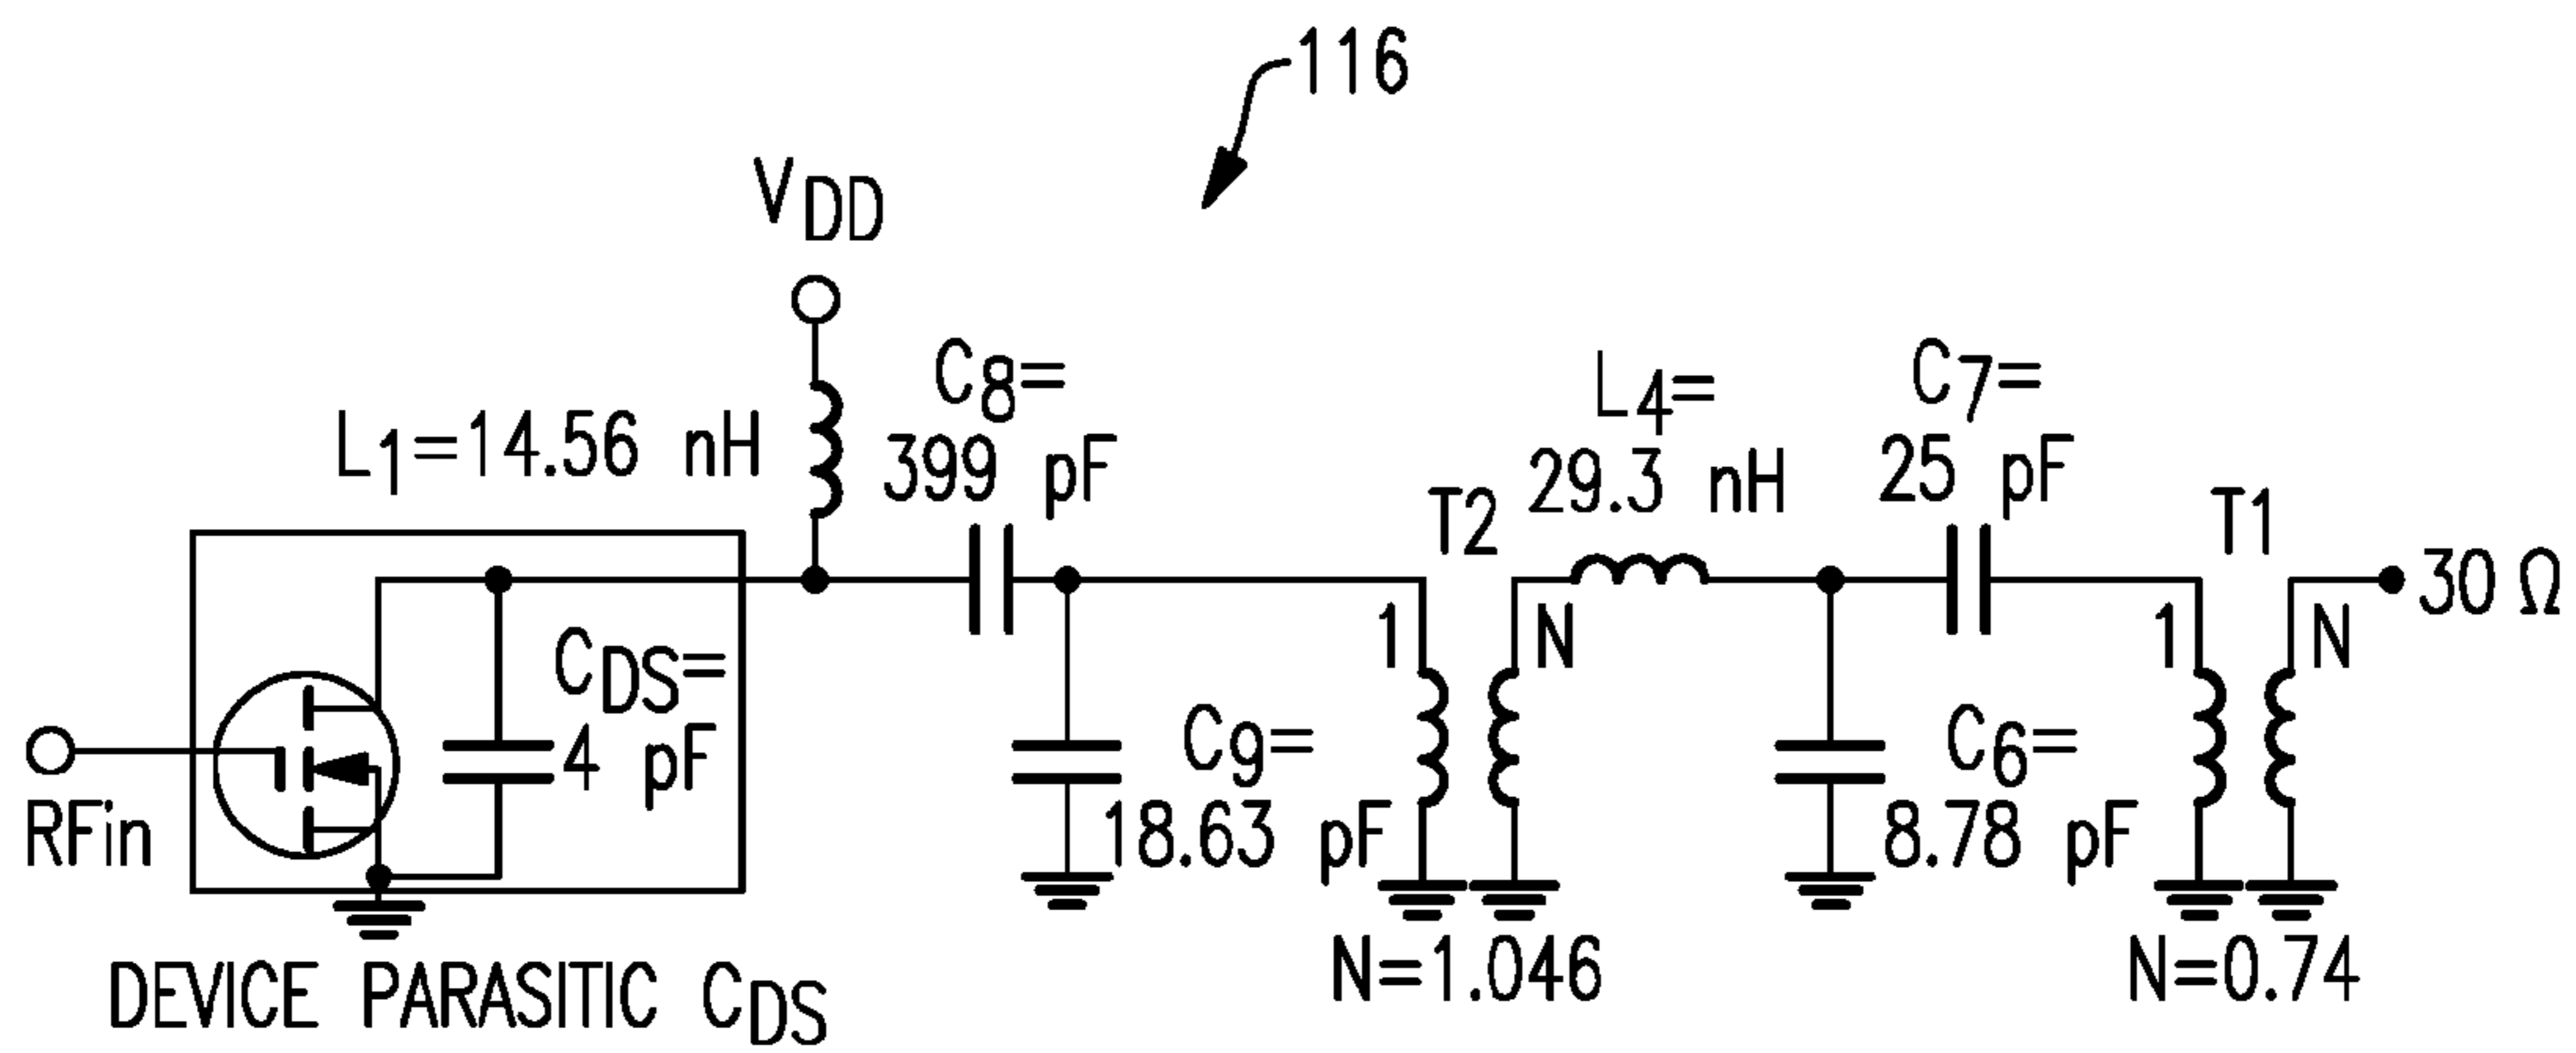 116
VDD
L1=14.56 nH
C8=
399 pF
T2
L4=
29.3 nH
C7=
25 pF
T1
30 Ω
1
N
1
N
CDS=
4 pF
C9=
18.63 pF
C6=
8.78 pF
RFin
N=1.046
N=0.74
DEVICE PARASITIC CDS